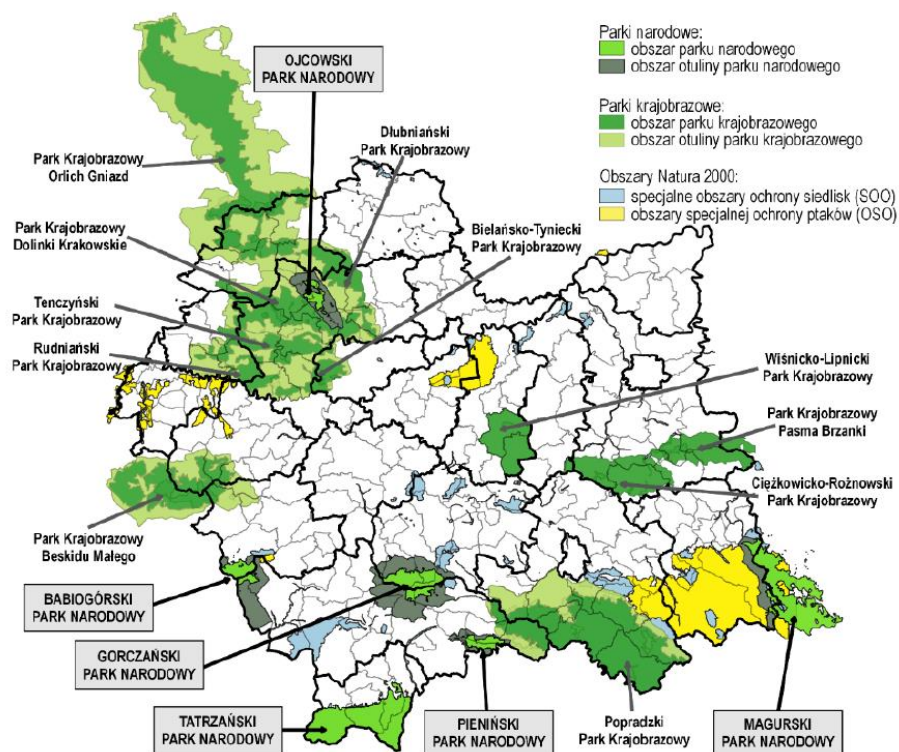 OJCOWSKI
PARK NARODOWY
Parki narodowe:
obszar parku narodowego
obszar otuliny parku narodowego
Parki krajobrazowe:
obszar parku krajobrazowego
obszar otuliny parku krajobrazowego
Obszary Natura 2000:
specjalne obszary ochrony siedlisk (SOO)
obszary specjalnej ochrony ptaków (OSO)
Dłubniański
Park Krajobrazowy
Park Krajobrazowy
Orlich Gniazd
Park Krajobrazowy
Dolinki Krakowskie
Bielańsko-Tyniecki
Park Krajobrazowy
Tenczyński
Park Krajobrazowy
Rudniański
Park Krajobrazowy
Wiśnicko-Lipnicki
Park Krajobrazowy
Park Krajobrazowy
Pasma Brzanki
Ciężkowicko-Rożnowski
Park Krajobrazowy
Park Krajobrazowy
Beskidu Małego
BABIOGÓRSKI
PARK NARODOWY
GORCZAŃSKI
PARK NARODOWY
TATRZAŃSKI
PARK NARODOWY
PIENIŃSKI
PARK NARODOWY
Popradzki
Park Krajobrazowy
MAGURSKI
PARK NARODOWY